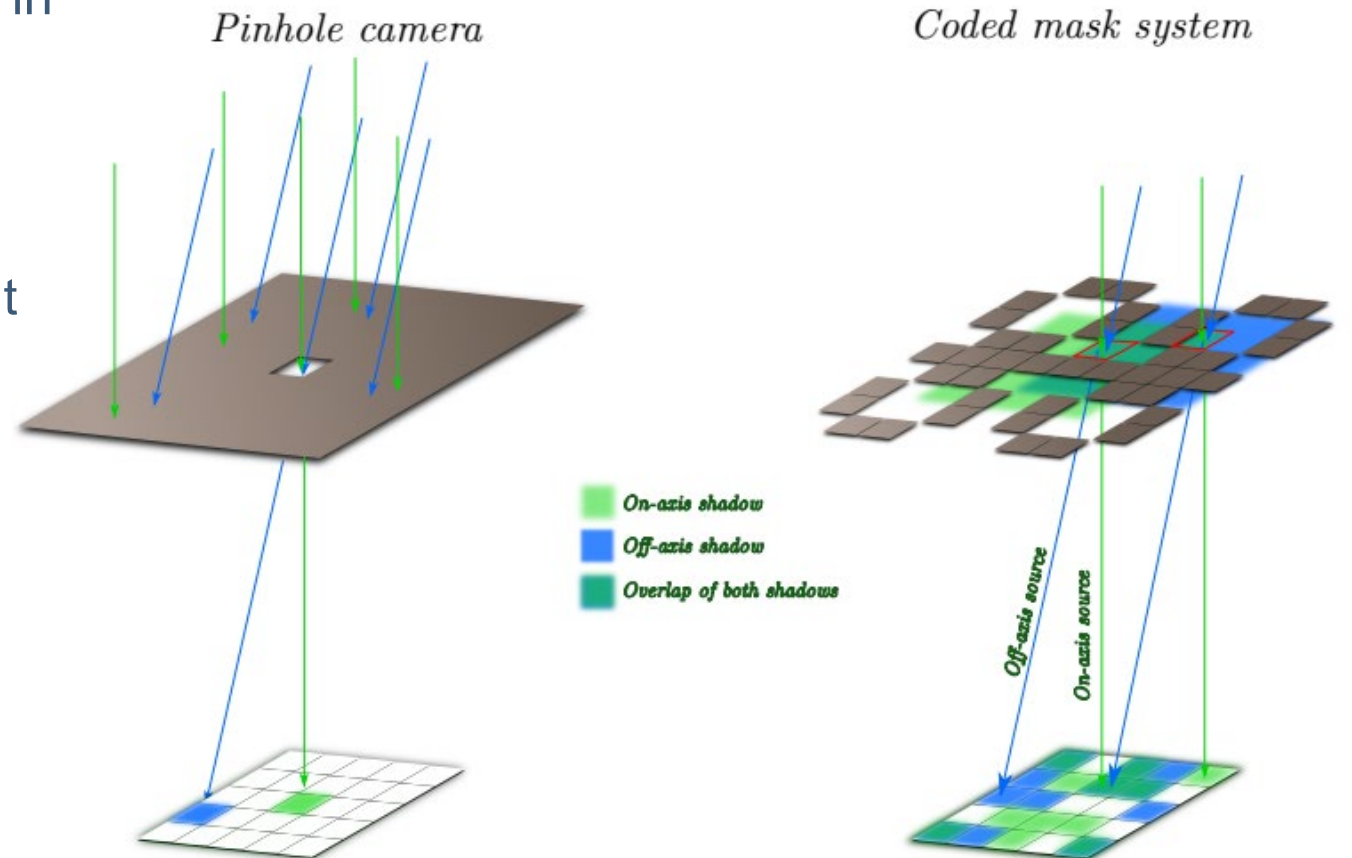 in
Pinhole camera
Coded mask system
t
On-axis shadow
Off-axis shadow
Overlap of both shadows
Off-axis source
On-axis source